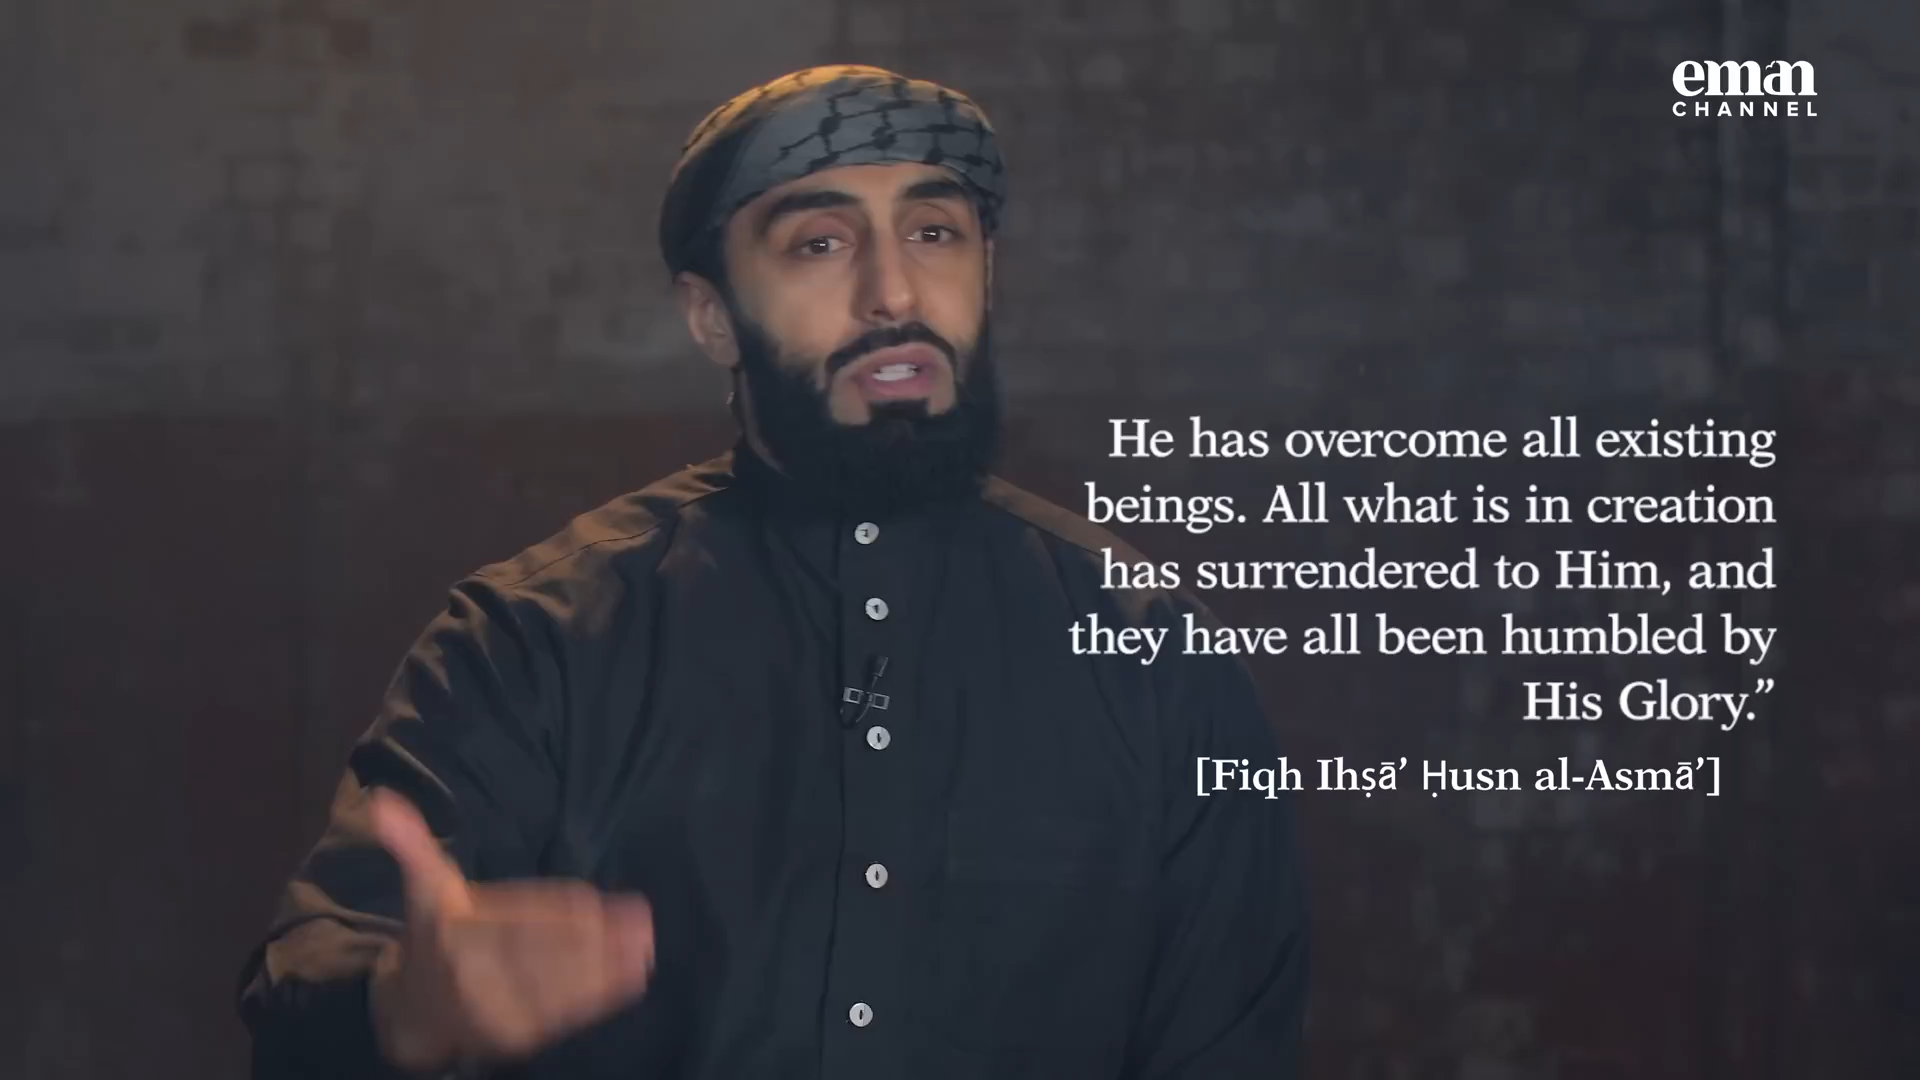 eman
CHANNEL
He has overcome all existing
beings. All what is in creation
has surrendered to Him, and
they have all been humbled by
His Glory.”
[Fiqh Ihṣā’ Ḥusn al-Asmā’]